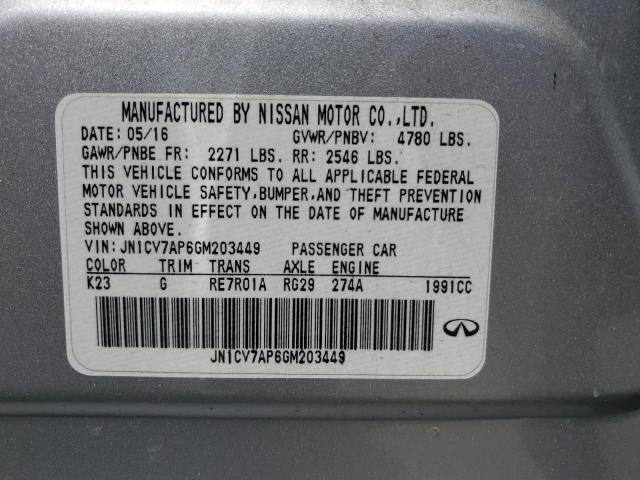 MANUFACTURED BY NISSAN MOTOR CO.,LTD.
DATE: 05/16 GVWR/PNBV: 4780 LBS.
GAWR/PNBE FR: 2271 LBS. RR: 2546 LBS.
THIS VEHICLE CONFORMS TO ALL APPLICABLE FEDERAL
MOTOR VEHICLE SAFETY,BUMPER,AND THEFT PREVENTION
STANDARDS IN EFFECT ON THE DATE OF MANUFACTURE
SHOWN ABOVE.
VIN: JN1CV7AP6GM203449 PASSENGER CAR
COLOR TRIM TRANS AXLE ENGINE
K23 G RE7R01A RG29 274A 1991CC
JN1CV7AP6GM203449